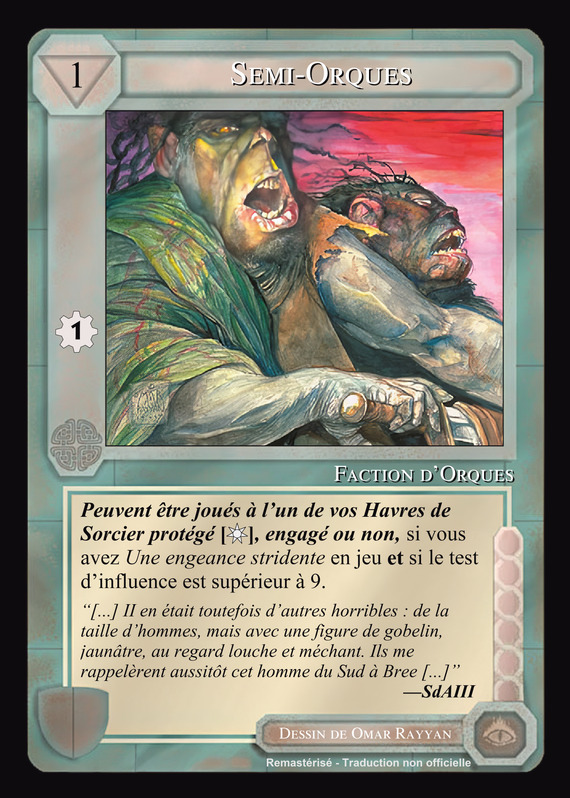 1
SEMI-ORQUES
1
FACTION D'ORQUES
Peuvent être joués à l'un de vos Havres de
Sorcier protégé [], engagé ou non, si vous
avez Une engeance stridente en jeu et si le test
d'influence est supérieur à 9.
“[...] II en était toutefois d'autres horribles : de la
taille d'hommes, mais avec une figure de gobelin,
jaunâtre, au regard louche et méchant. Ils me
rappelèrent aussitôt cet homme du Sud à Bree [...]”
—SdAIII
DESSIN DE OMAR RAYYAN
Remastérisé - Traduction non officielle